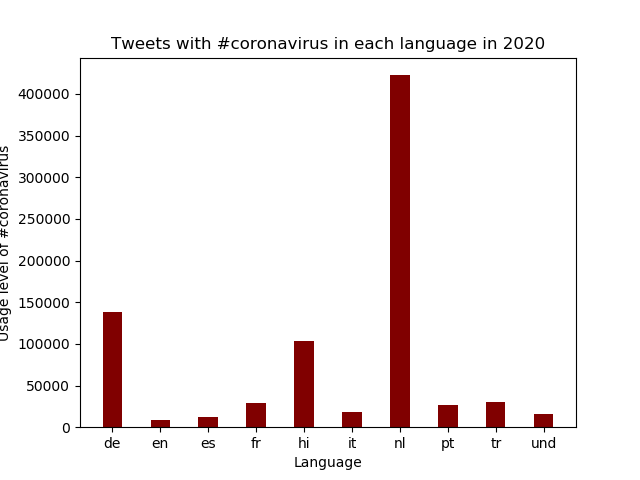 Tweets with #coronavirus in each language in 2020
Usage level of #coronavirus
400000
350000
300000
250000
200000
150000
100000
50000
0
de en es fr hi it nl pt tr und
Language